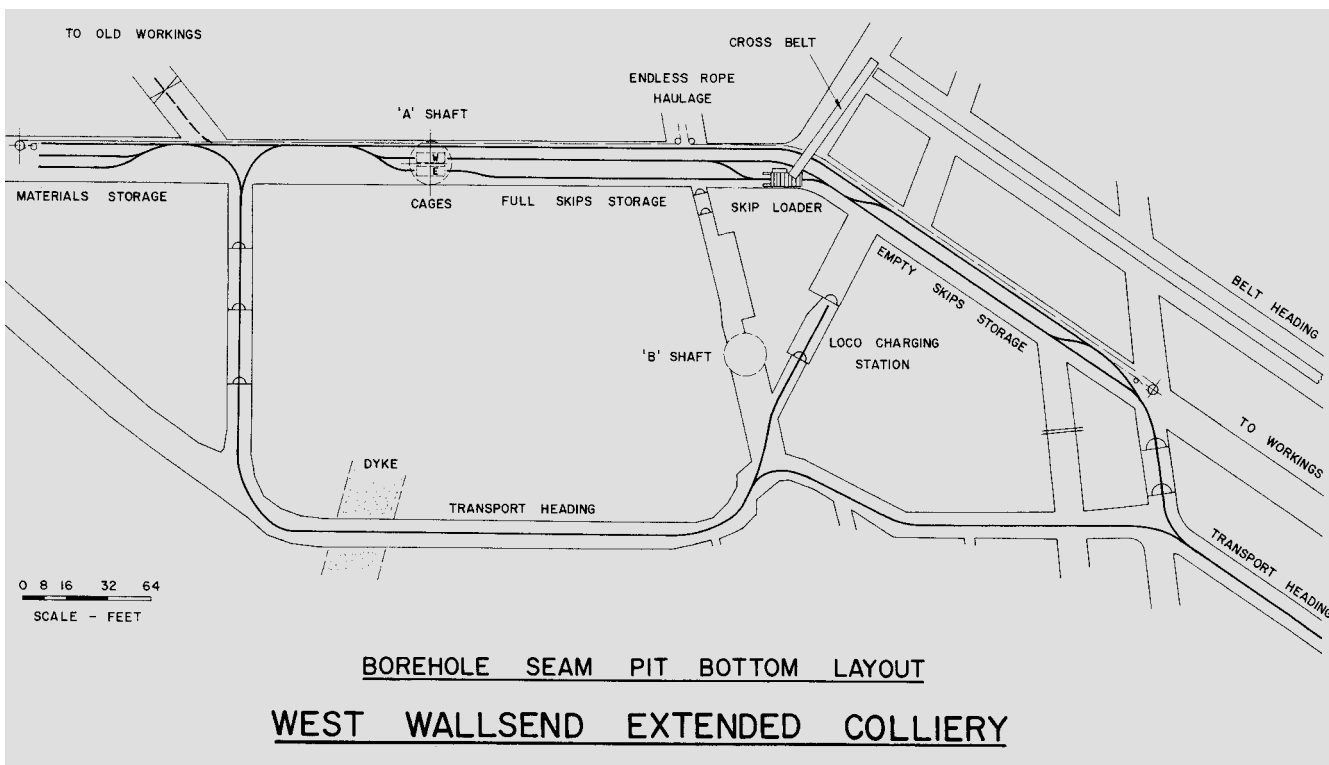 TO OLD WORKINGS
CROSS BELT
ENDLESS ROPE
HAULAGE
'A' SHAFT
W
E
MATERIALS STORAGE
CAGES
FULL SKIPS STORAGE
SKIP LOADER
EMPTY SKIPS STORAGE
BELT HEADING
'B' SHAFT
LOCO CHARGING
STATION
TO WORKINGS
DYKE
TRANSPORT HEADING
TRANSPORT HEADING
0 8 16 32 64
SCALE - FEET
BOREHOLE SEAM PIT BOTTOM LAYOUT
WEST WALLSEND EXTENDED COLLIERY